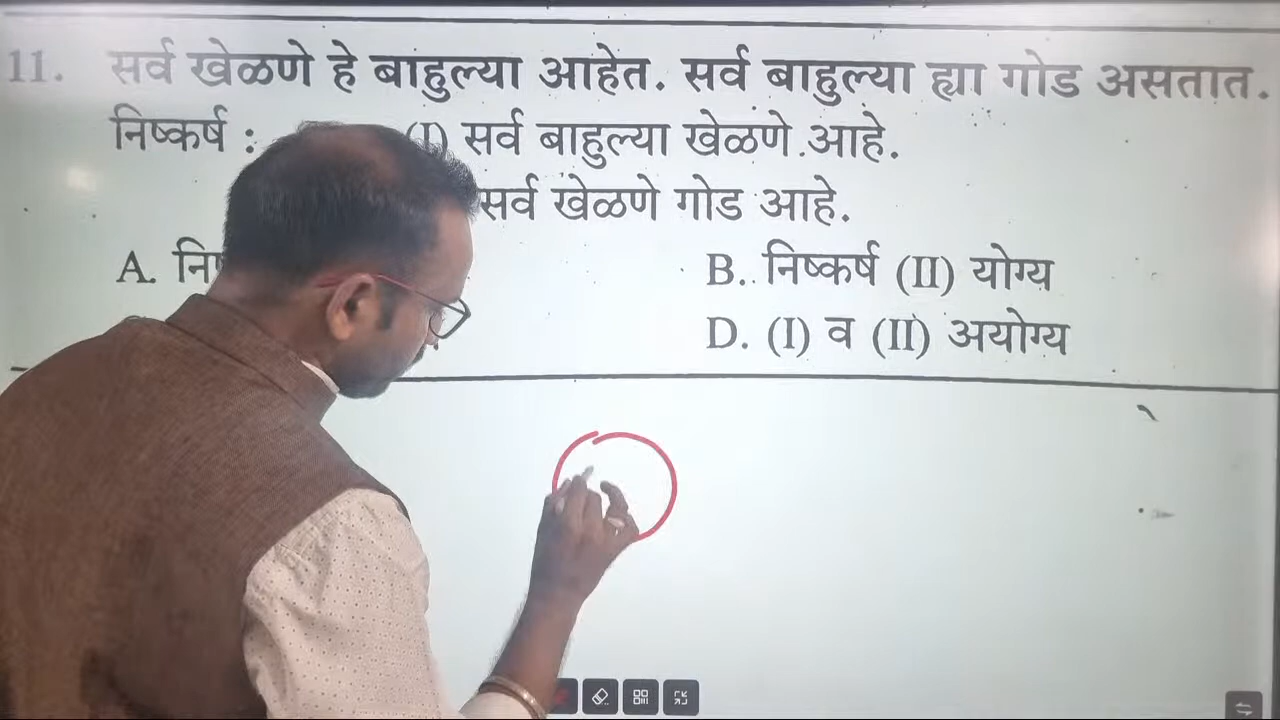 11. सर्व खेळणे हे बाहुल्या आहेत. सर्व बाहुल्या ह्या गोड असतात.
निष्कर्ष : (I) सर्व बाहुल्या खेळणे आहे.
सर्व खेळणे गोड आहे.
A. B. निष्कर्ष (II) योग्य
D. (I) व (II) अयोग्य